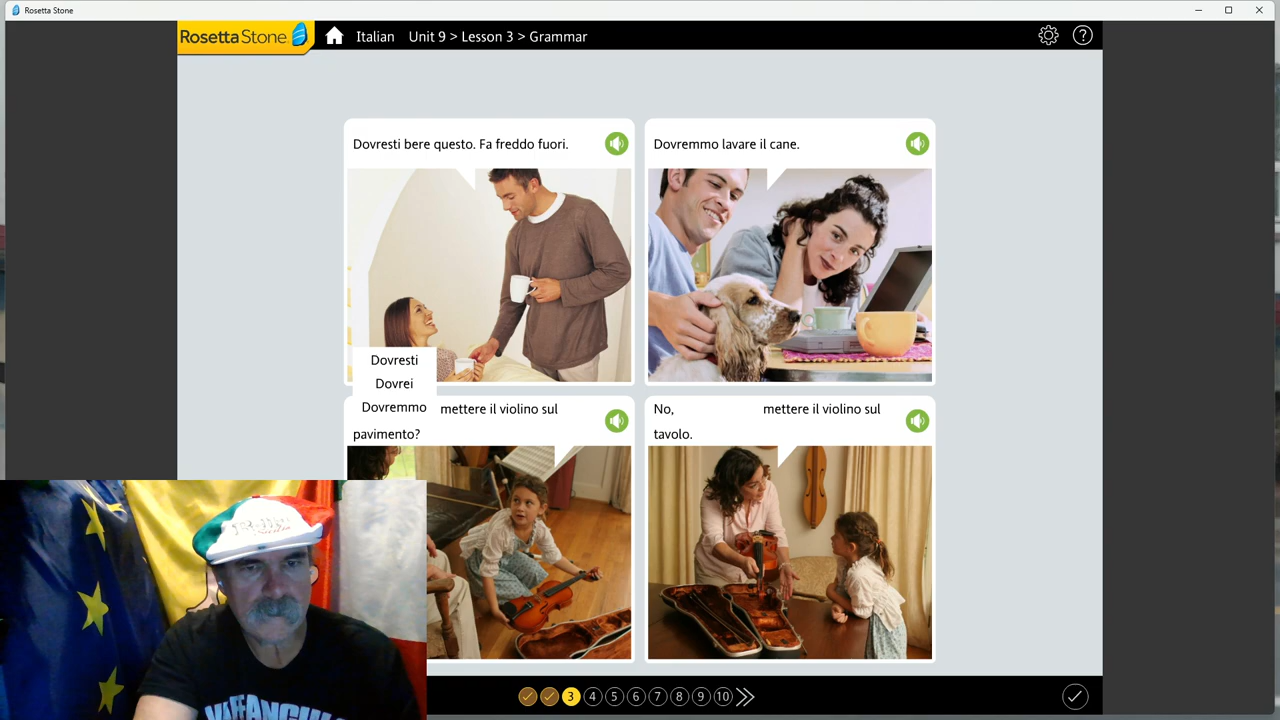 Rosetta Stone
RosettaStone
Italian Unit 9 > Lesson 3 > Grammar
Dovresti bere questo. Fa freddo fuori.
Dovremmo lavare il cane.
Dovresti
Dovrei
Dovremmo
mettere il violino sul
pavimento?
No, mettere il violino sul
tavolo.
3 4 5 6 7 8 9 10